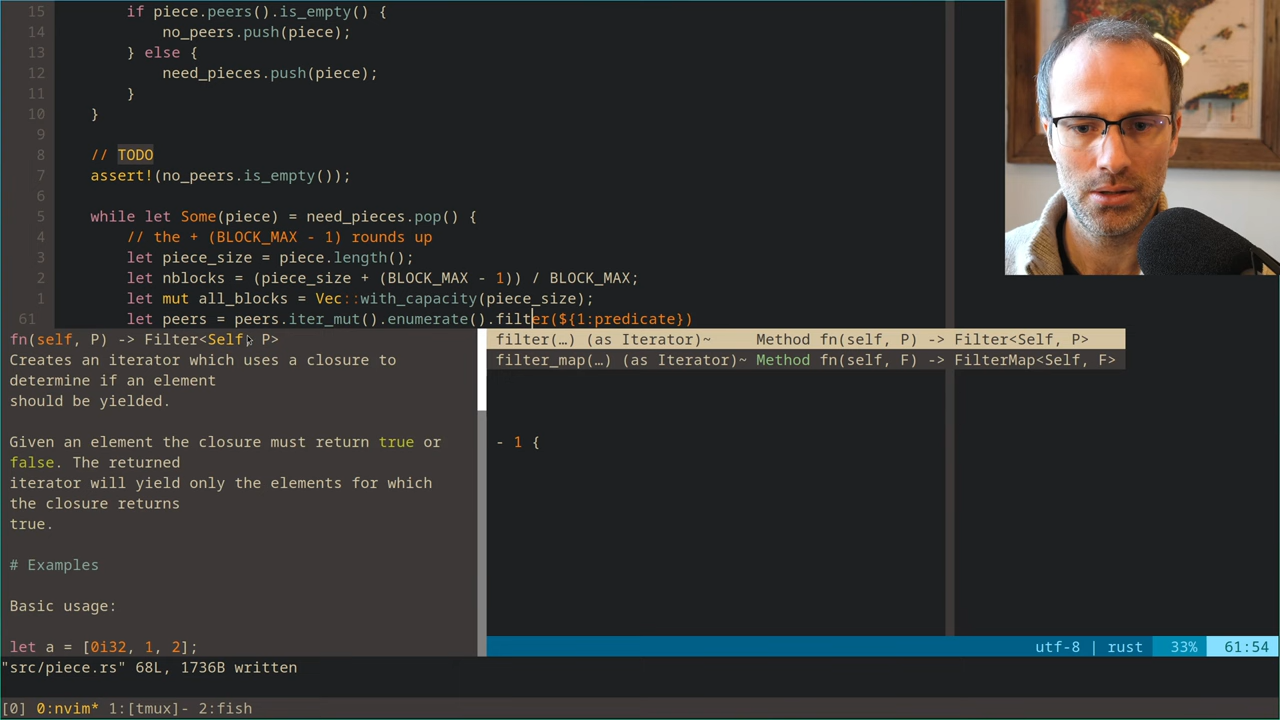 15 if piece.peers().is_empty() {
14 no_peers.push(piece);
13 } else {
12 need_pieces.push(piece);
11 }
10 }
9
8 // TODO
7 assert!(no_peers.is_empty());
6
5 while let Some(piece) = need_pieces.pop() {
4 // the + (BLOCK_MAX - 1) rounds up
3 let piece_size = piece.length();
2 let nblocks = (piece_size + (BLOCK_MAX - 1)) / BLOCK_MAX;
1 let mut all_blocks = Vec::with_capacity(piece_size);
61 let peers = peers.iter_mut().enumerate().filter(${1:predicate})
fn(self, P) -> Filter<Self, P>
Creates an iterator which uses a closure to
determine if an element
should be yielded.
Given an element the closure must return true or
false. The returned
iterator will yield only the elements for which
the closure returns
true.
# Examples
Basic usage:
let a = [0i32, 1, 2];
filter(…) (as Iterator)~ Method fn(self, P) -> Filter<Self, P>
filter_map(…) (as Iterator)~ Method fn(self, F) -> FilterMap<Self, F>
- 1 {
utf-8 | rust 33% 61:54
"src/piece.rs" 68L, 1736B written
[0] 0:nvim* 1:[tmux]- 2:fish